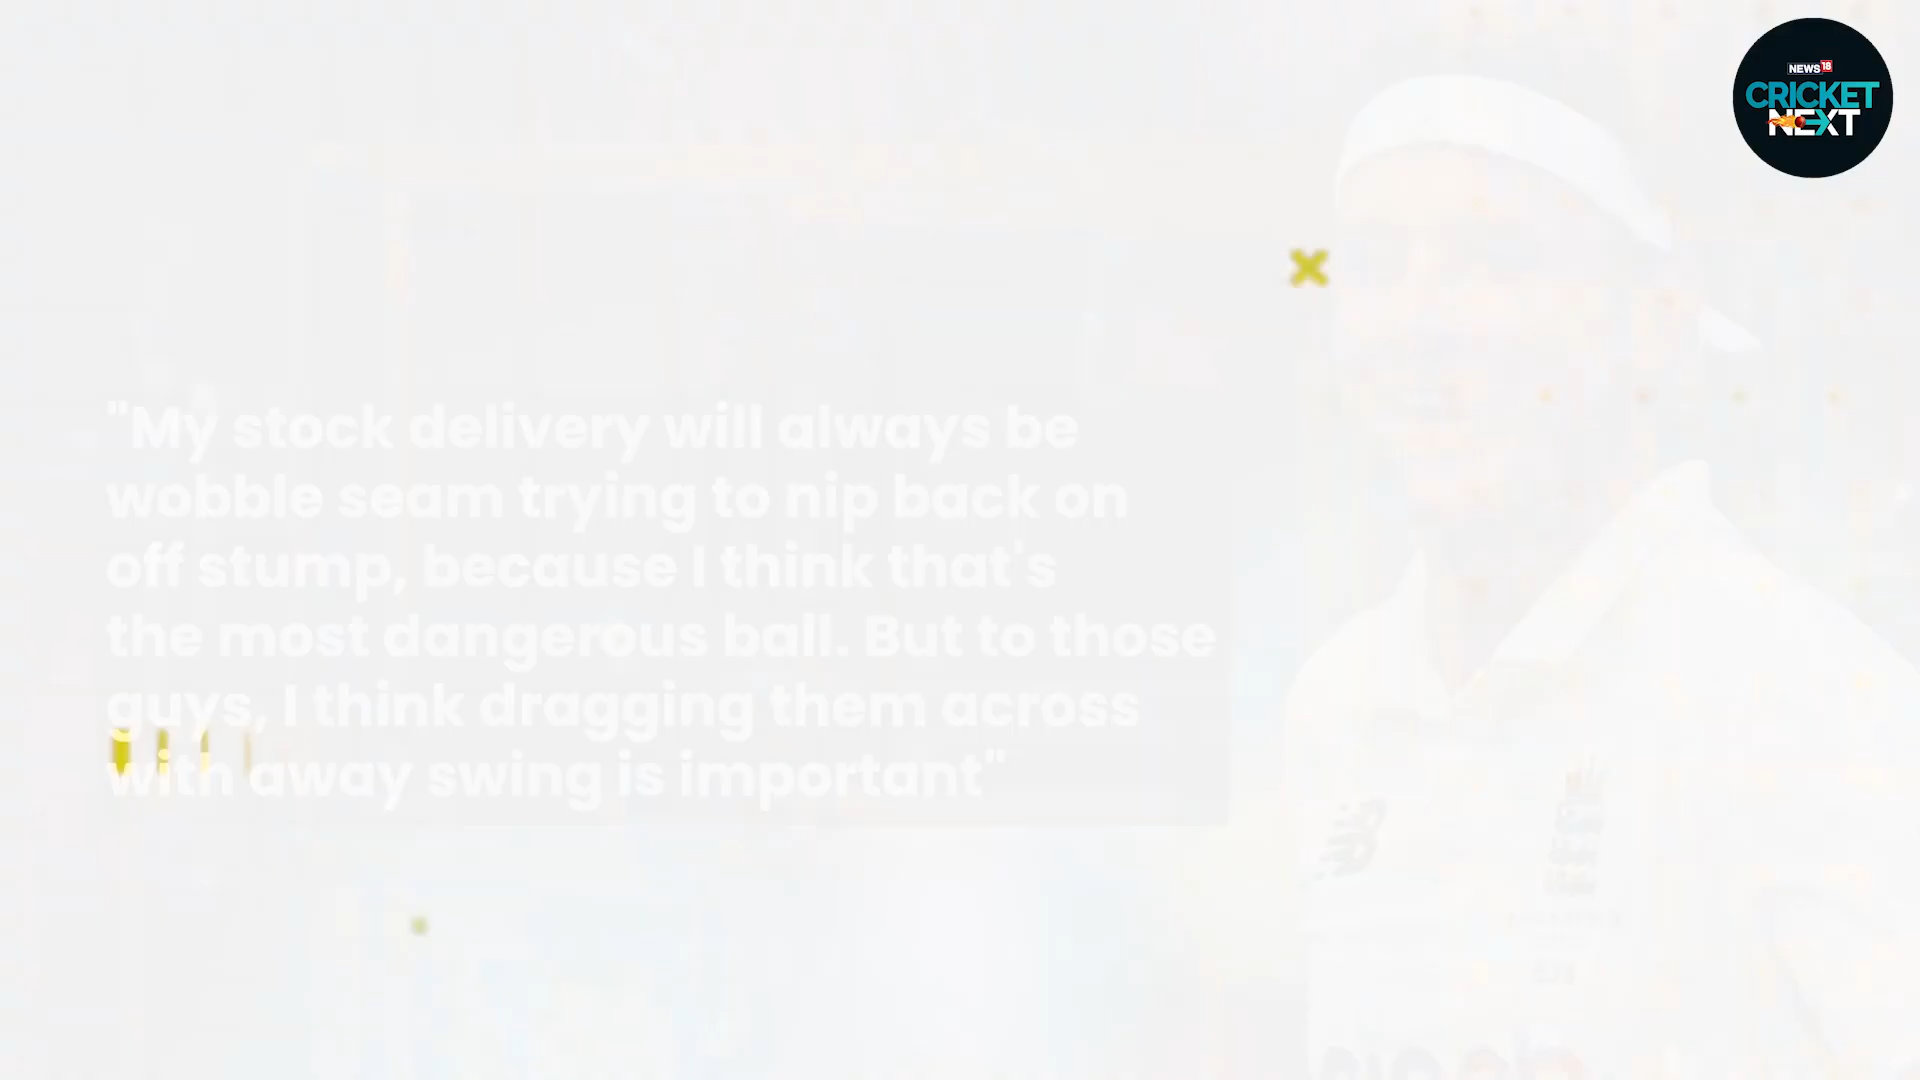 NEWS18
CRICKET
NEXT
"My stock delivery will always be
wobble seam trying to nip back on
off stump, because I think that's
the most dangerous ball. But to those
guys, I think dragging them across
with away swing is important"